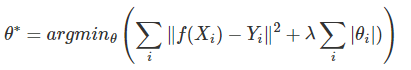 θ* = argmin_θ ( ∑_i ‖f(X_i) − Y_i‖² + λ ∑_i |θ_i|) )